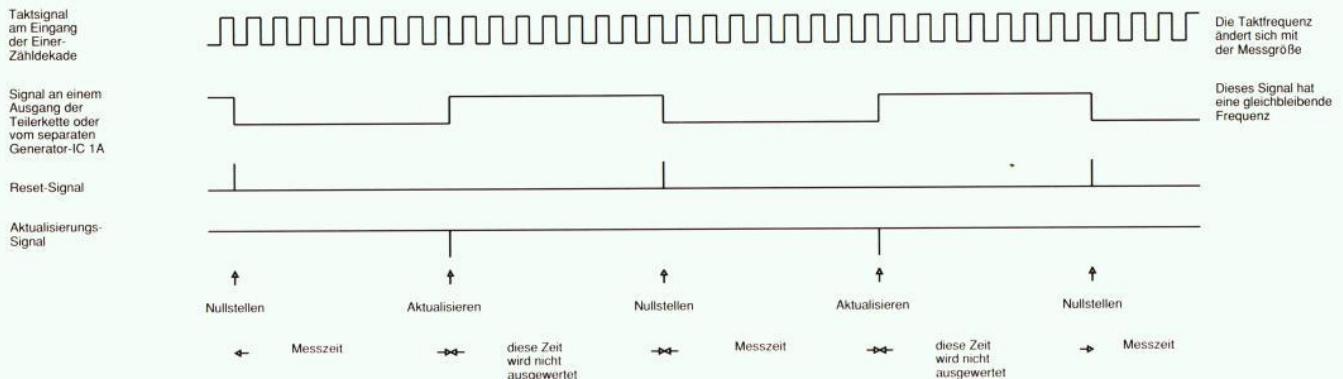 Taktsignal
am Eingang
der Einer-
Zähldekade
Die Taktfrequenz
ändert sich mit
der Messgröße
Signal an einem
Ausgang der
Teilerkette oder
vom separaten
Generator-IC 1A
Dieses Signal hat
eine gleichbleibende
Frequenz
Reset-Signal
Aktualisierungs-
Signal
Nullstellen
Aktualisieren
Nullstellen
Aktualisieren
Nullstellen
Messzeit
diese Zeit
wird nicht
ausgewertet
Messzeit
diese Zeit
wird nicht
ausgewertet
Messzeit